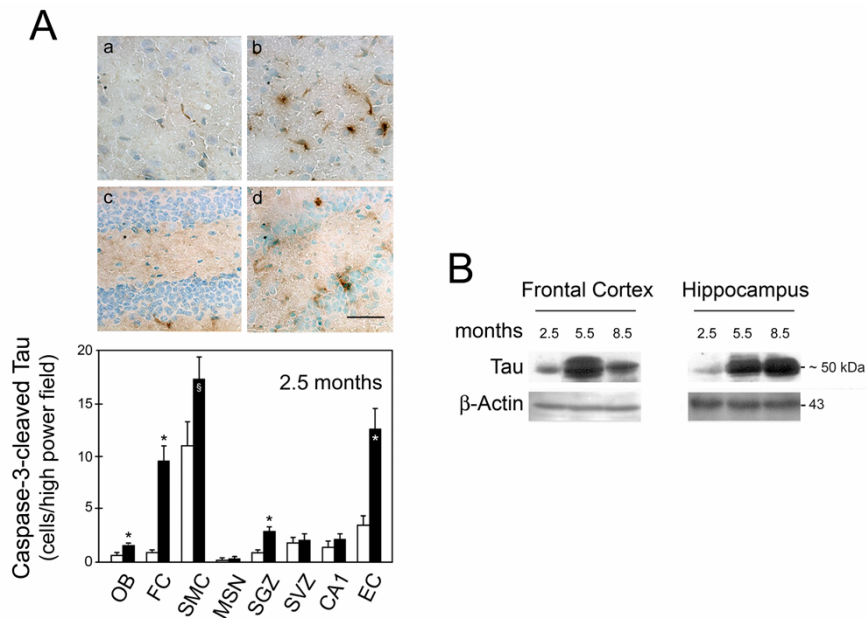 A
a
b
c
d
Caspase-3-cleaved Tau
(cells/high power field)
20
15
10
5
0
2.5 months
*
*
§
*
*
OB
FC
SMC
MSN
SGZ
SVZ
CA1
EC
B
Frontal Cortex
Hippocampus
months
2.5 5.5 8.5
2.5 5.5 8.5
Tau
~ 50 kDa
β-Actin
43